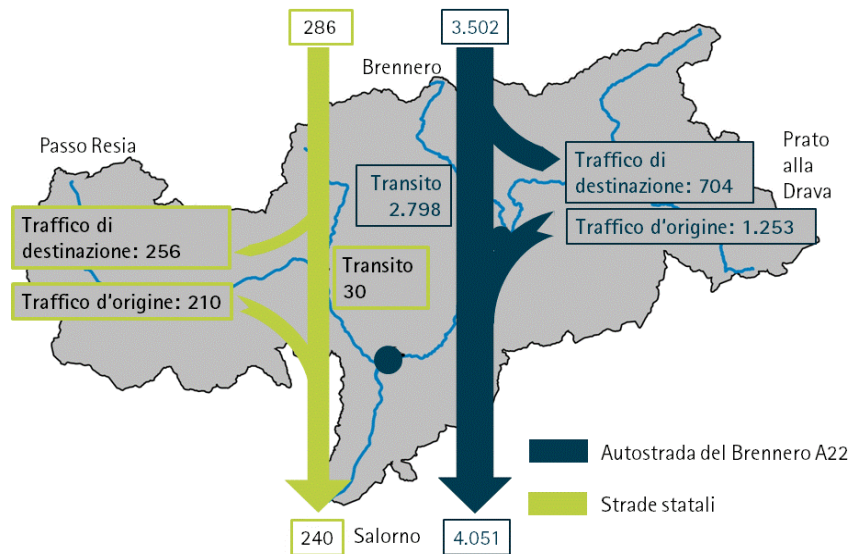 286
3.502
Brennero
Passo Resia
Prato
alla
Drava
Traffico di
destinazione: 704
Transito
2.798
Traffico d'origine: 1.253
Traffico di
destinazione: 256
Transito
30
Traffico d'origine: 210
Autostrada del Brennero A22
Strade statali
240
Salorno
4.051